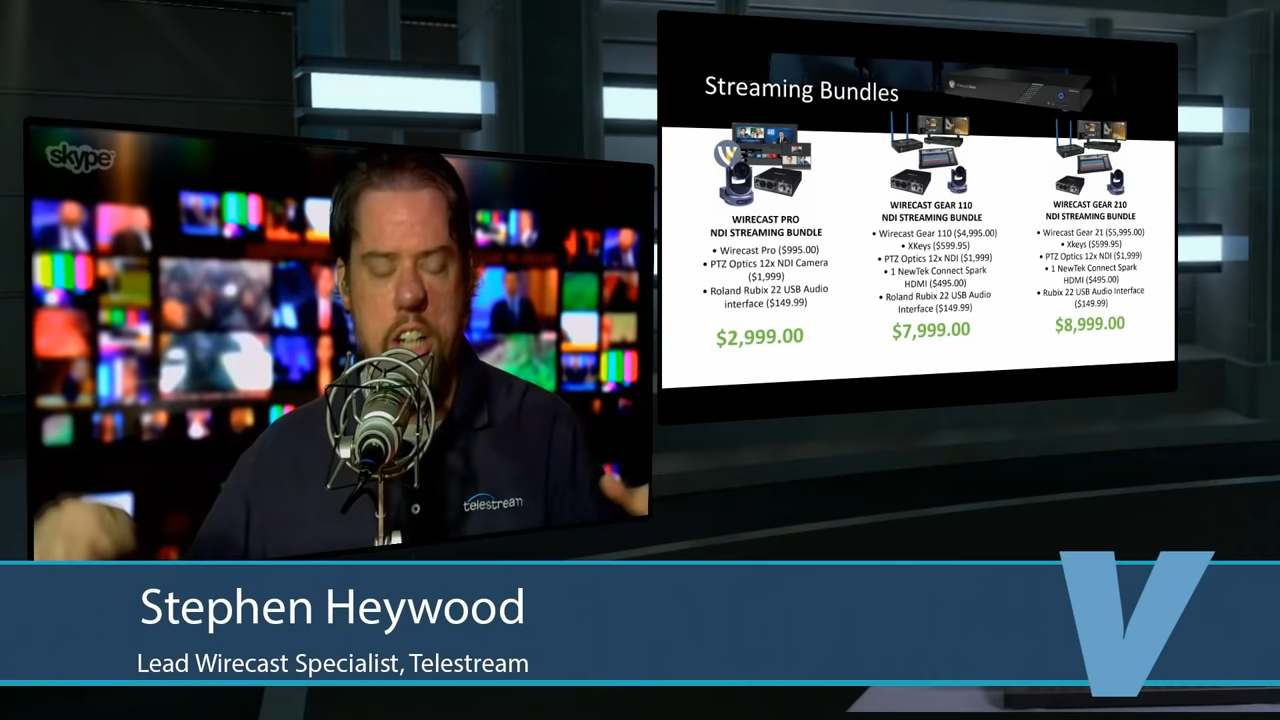 skype
telestream
Streaming Bundles
WIRECAST PRO
NDI STREAMING BUNDLE
• Wirecast Pro ($995.00)
• PTZ Optics 12x NDI Camera
($1,999)
• Roland Rubix 22 USB Audio
interface ($149.99)
$2,999.00
WIRECAST GEAR 110
NDI STREAMING BUNDLE
• Wirecast Gear 110 ($4,995.00)
• XKeys ($599.95)
• PTZ Optics 12x NDI ($1,999)
• 1 NewTek Connect Spark
HDMI ($495.00)
• Roland Rubix 22 USB Audio
Interface ($149.99)
$7,999.00
WIRECAST GEAR 210
NDI STREAMING BUNDLE
• Wirecast Gear 21 ($5,995.00)
• Xkeys ($599.95)
• PTZ Optics 12x NDI ($1,999)
• 1 NewTek Connect Spark
HDMI ($495.00)
• Rubix 22 USB Audio Interface
($149.99)
$8,999.00
Stephen Heywood
Lead Wirecast Specialist, Telestream
V